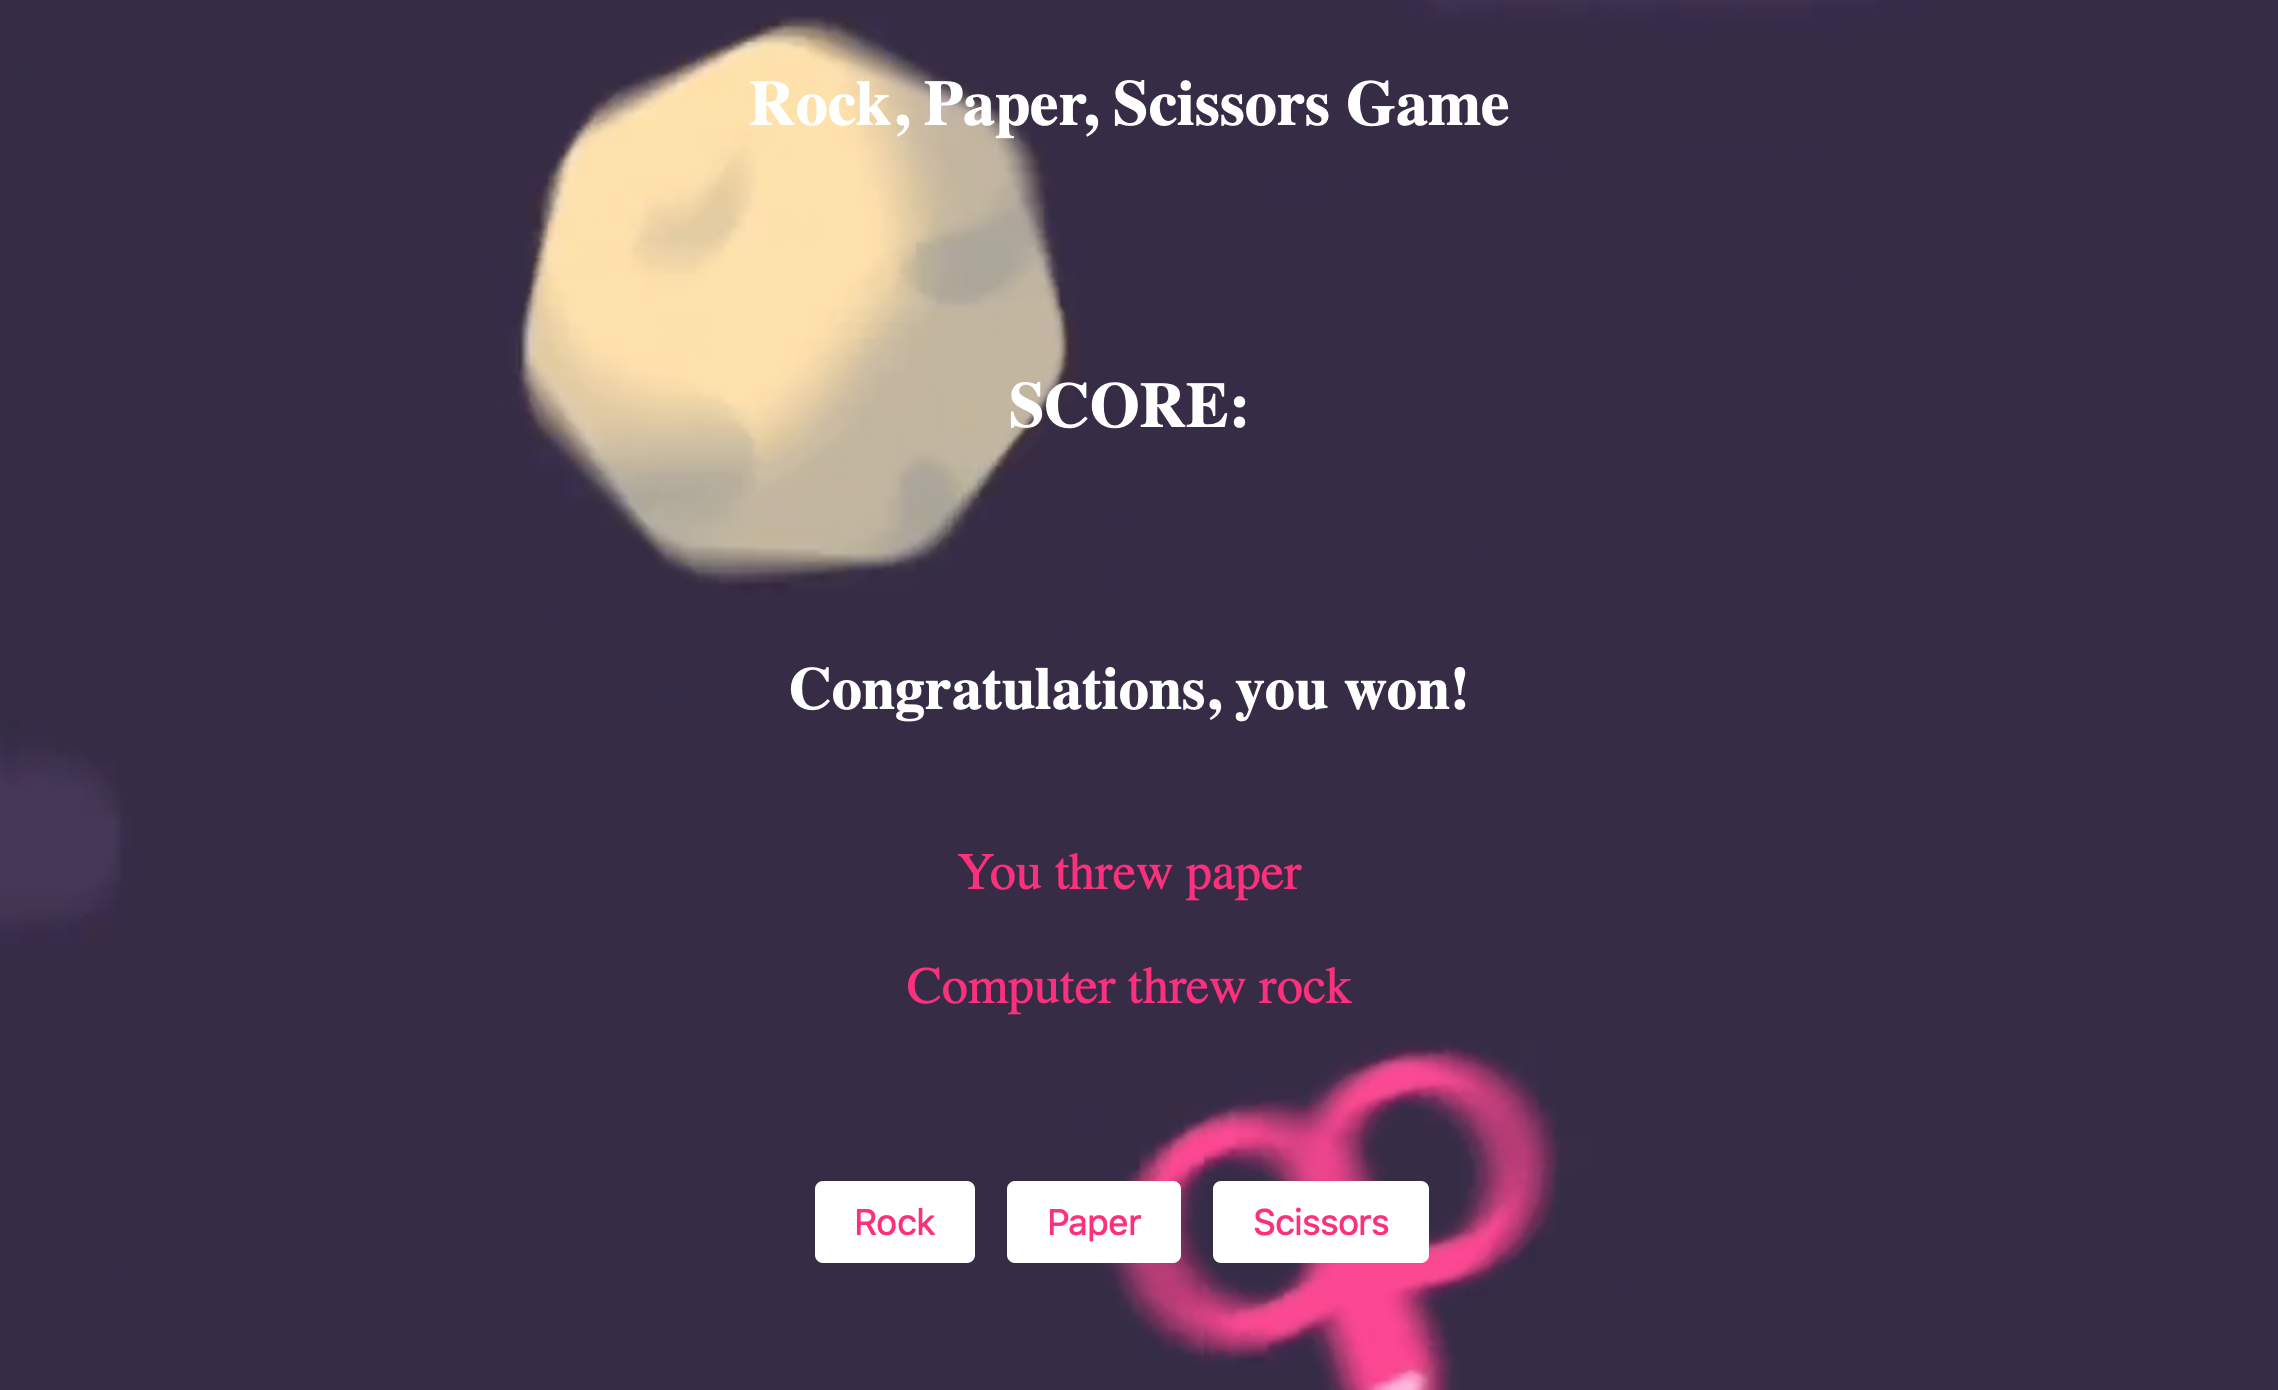 Rock, Paper, Scissors Game
SCORE:
Congratulations, you won!
You threw paper
Computer threw rock
Rock Paper Scissors